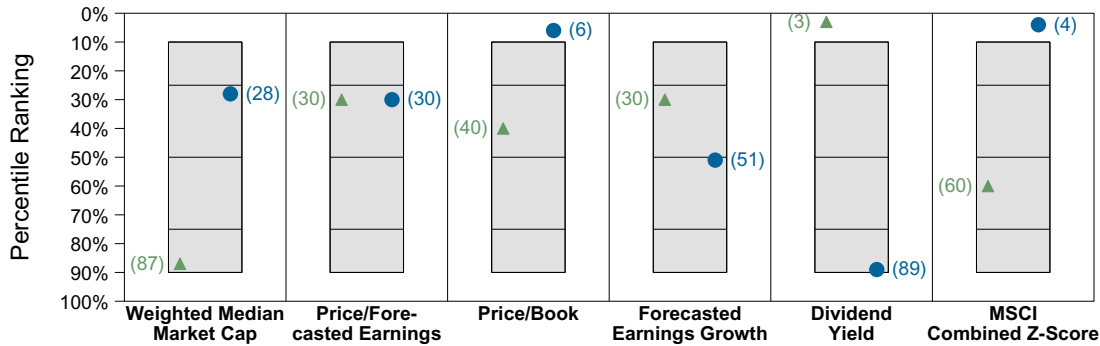 Percentile Ranking
0%
10%
20%
30%
40%
50%
60%
70%
80%
90%
100%
(28)
(87)
(30)
(30)
(6)
(40)
(30)
(51)
(3)
(89)
(4)
(60)
Weighted Median
Market Cap
Price/Fore-
casted Earnings
Price/Book
Forecasted
Earnings Growth
Dividend
Yield
MSCI
Combined Z-Score